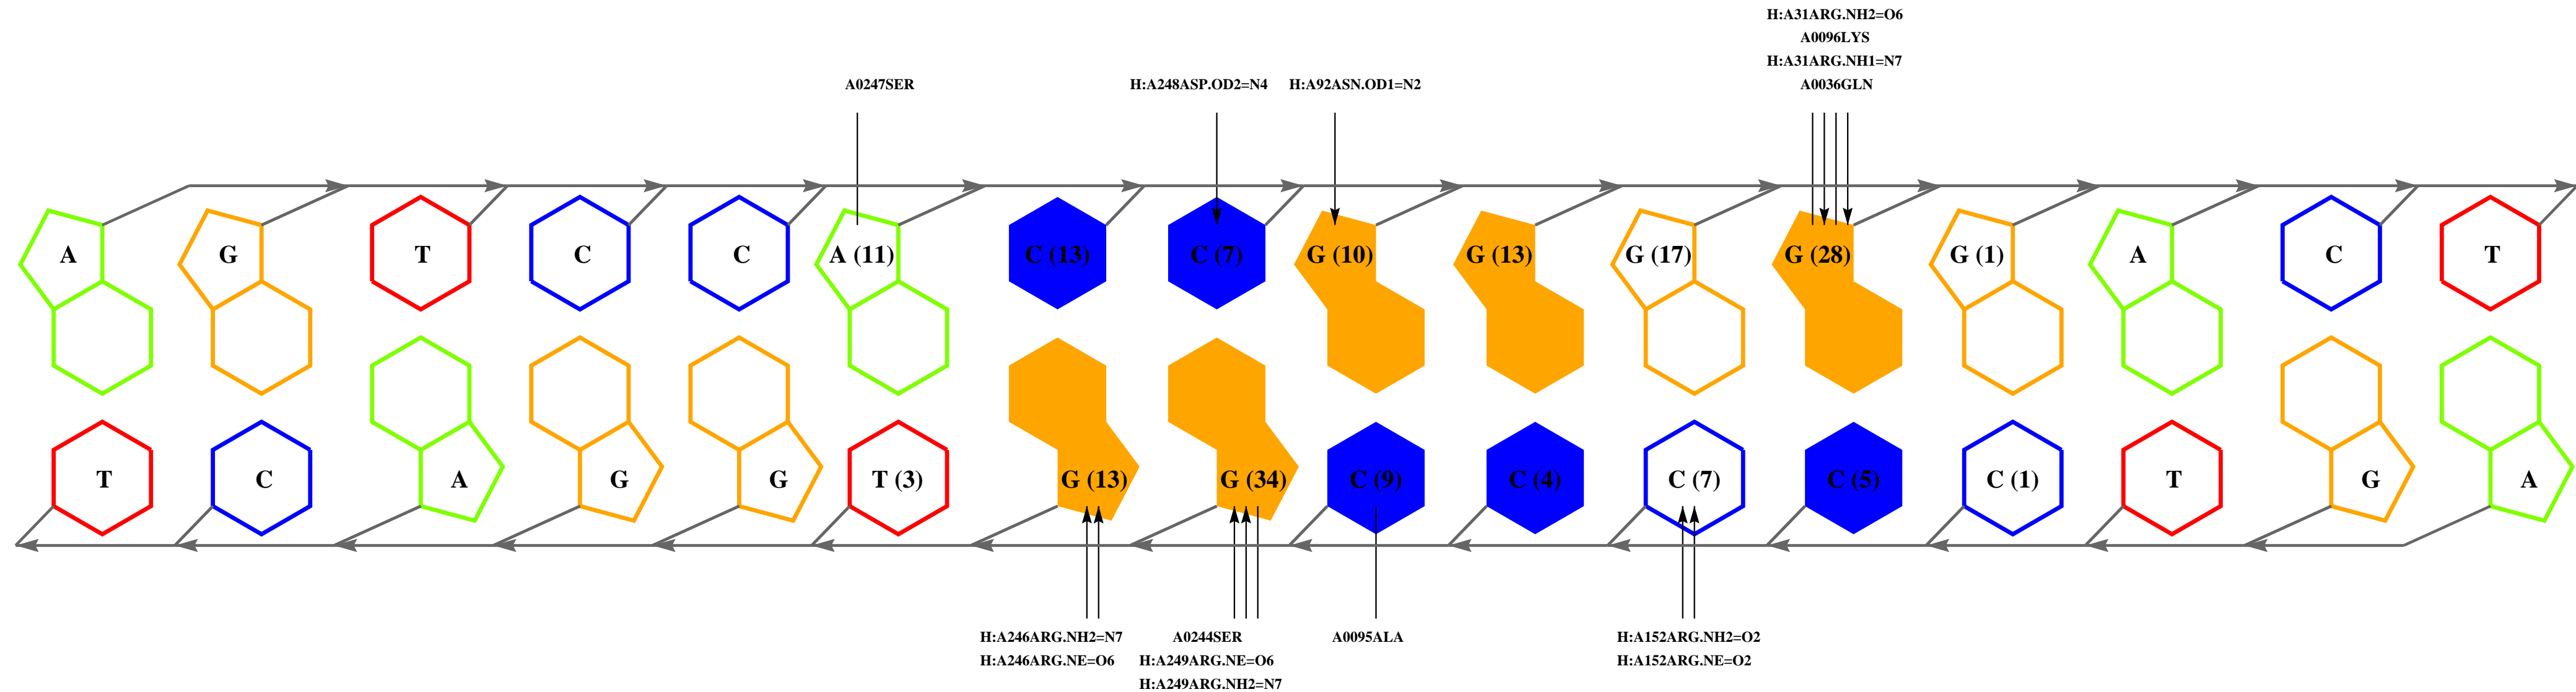 H:A31ARG.NH2=O6
A0096LYS
H:A31ARG.NH1=N7
A0247SER H:A248ASP.OD2=N4 H:A92ASN.OD1=N2 A0036GLN
A G T C C A (11) C (13) C (7) G (10) G (13) G (17) G (28) G (1) A C T
T C A G G T (3) G (13) G (34) C (9) C (4) C (7) C (5) C (1) T G A
H:A246ARG.NH2=N7 A0244SER A0095ALA H:A152ARG.NH2=O2
H:A246ARG.NE=O6 H:A249ARG.NE=O6 H:A152ARG.NE=O2
H:A249ARG.NH2=N7